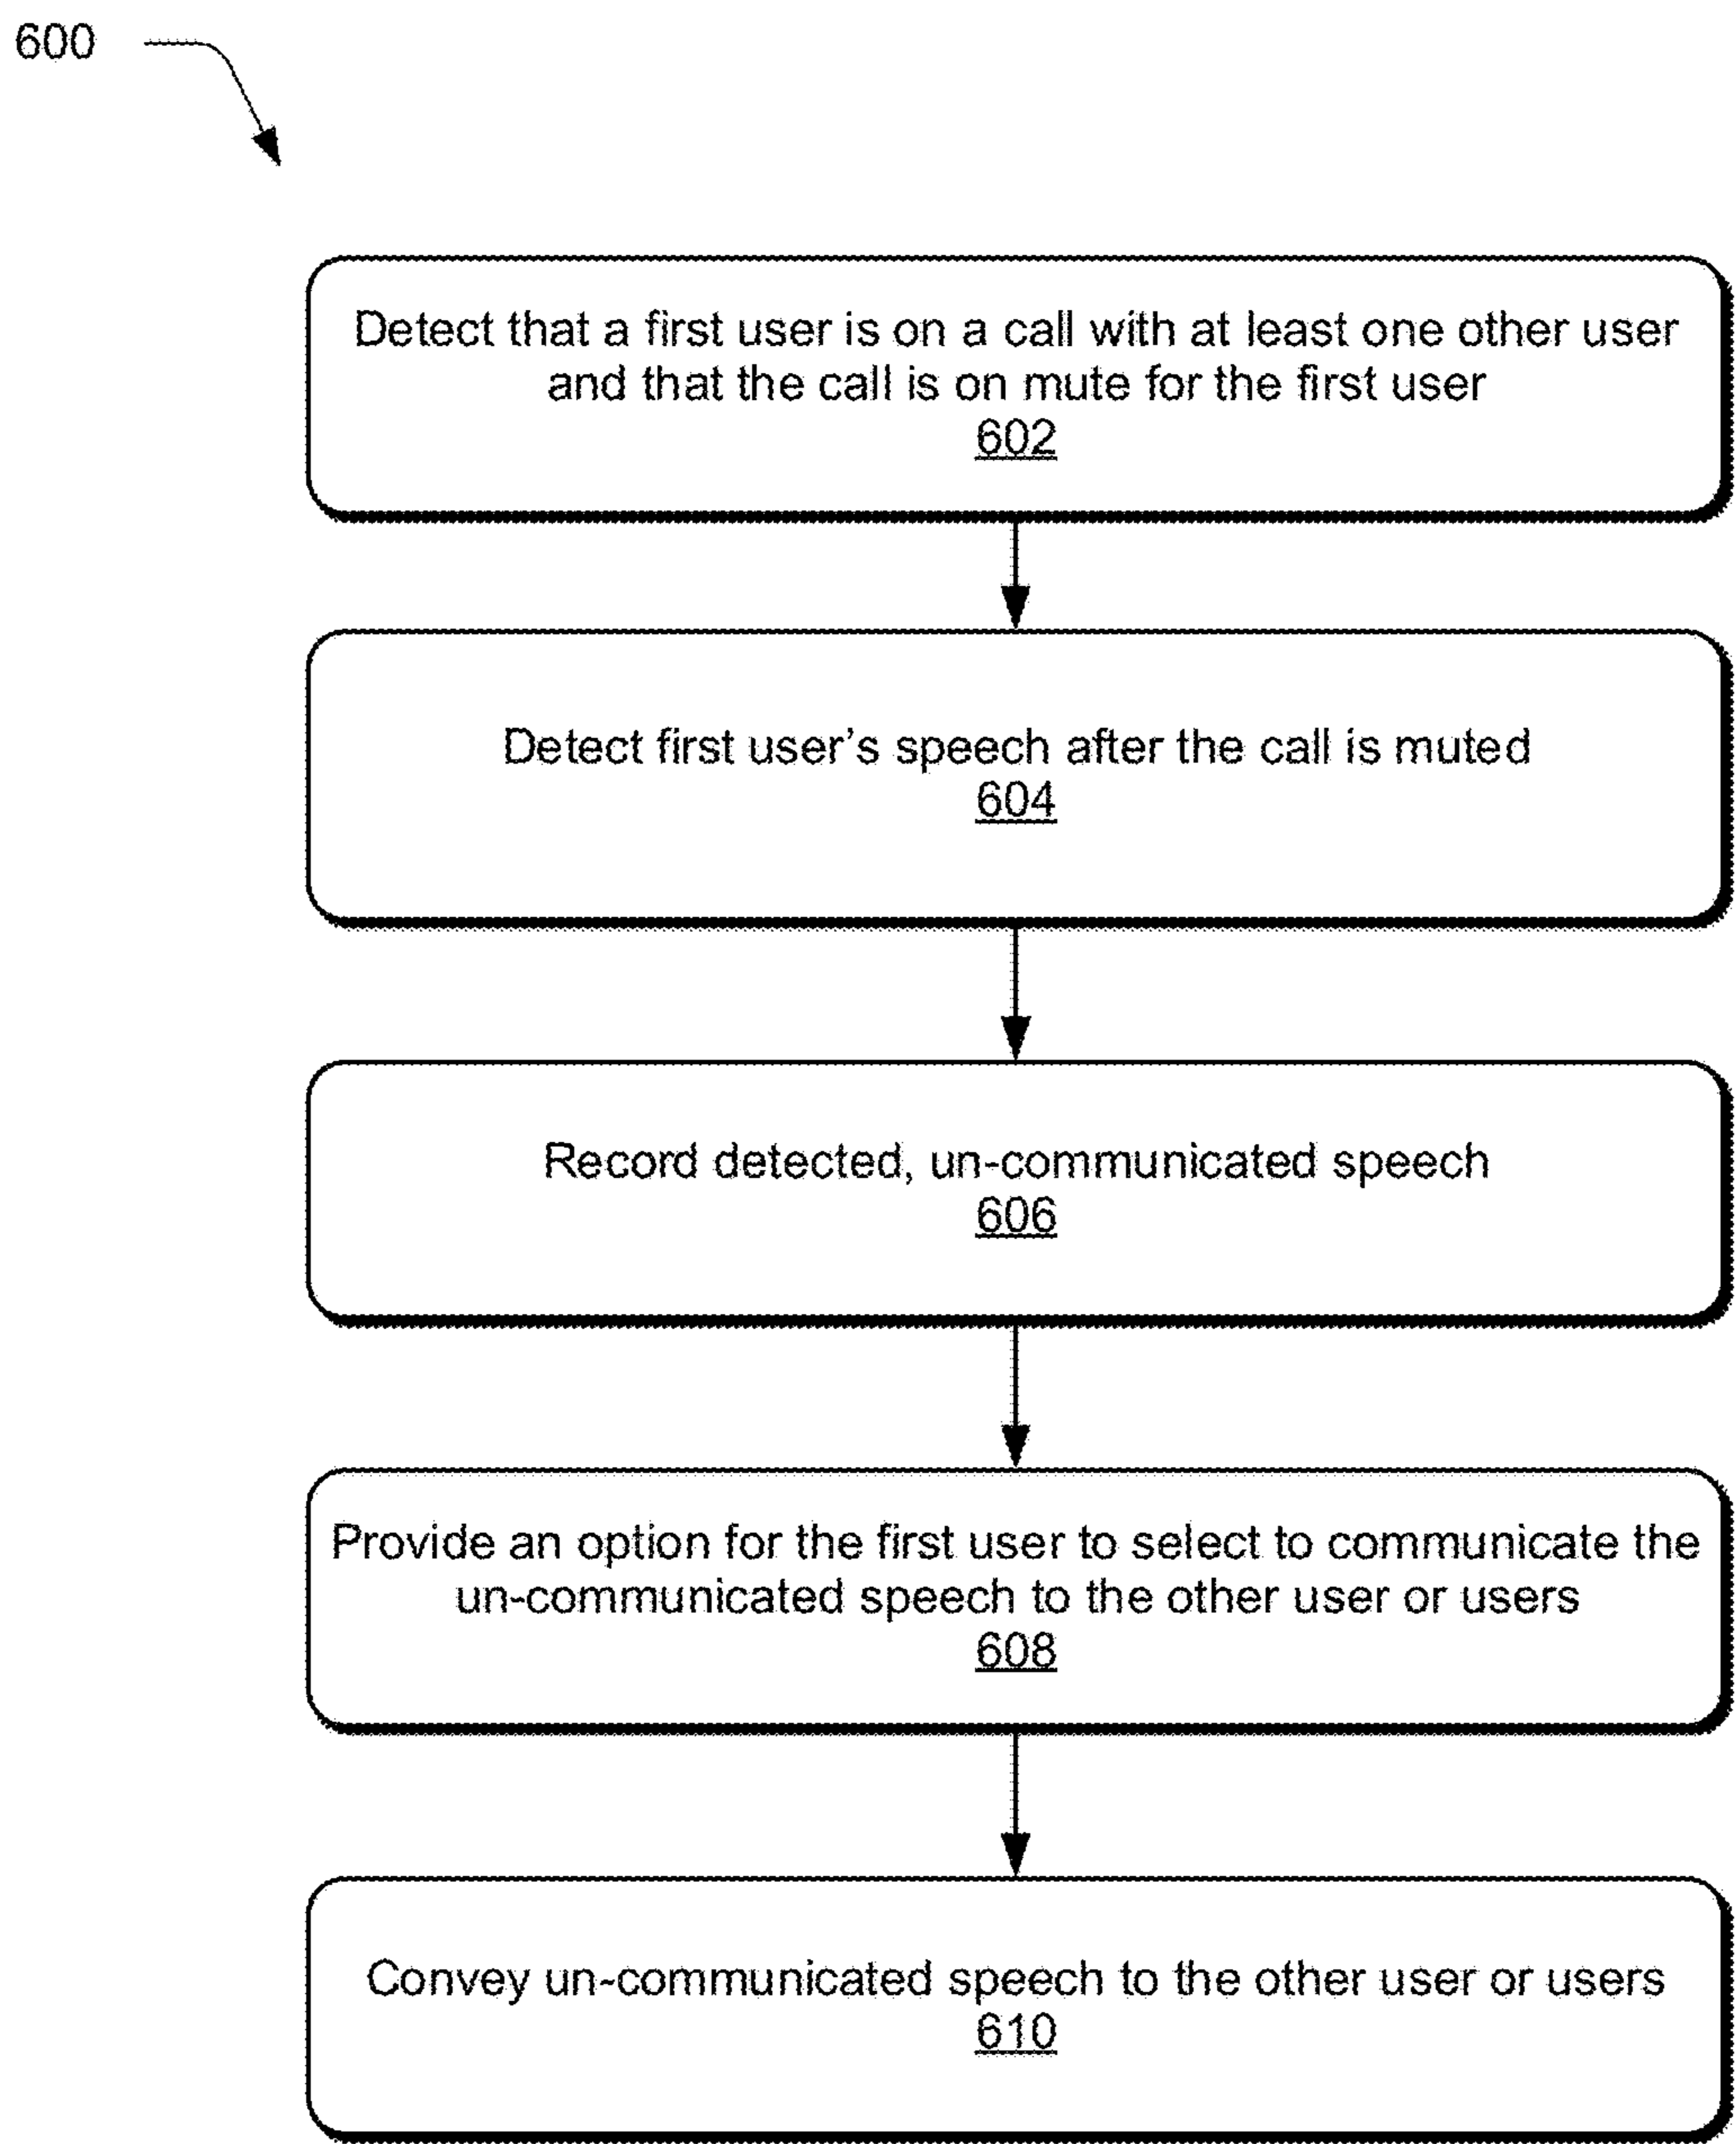 600
Detect that a first user is on a call with at least one other user
and that the call is on mute for the first user
602
Detect first user’s speech after the call is muted
604
Record detected, un-communicated speech
606
Provide an option for the first user to select to communicate the
un-communicated speech to the other user or users
608
Convey un-communicated speech to the other user or users
610